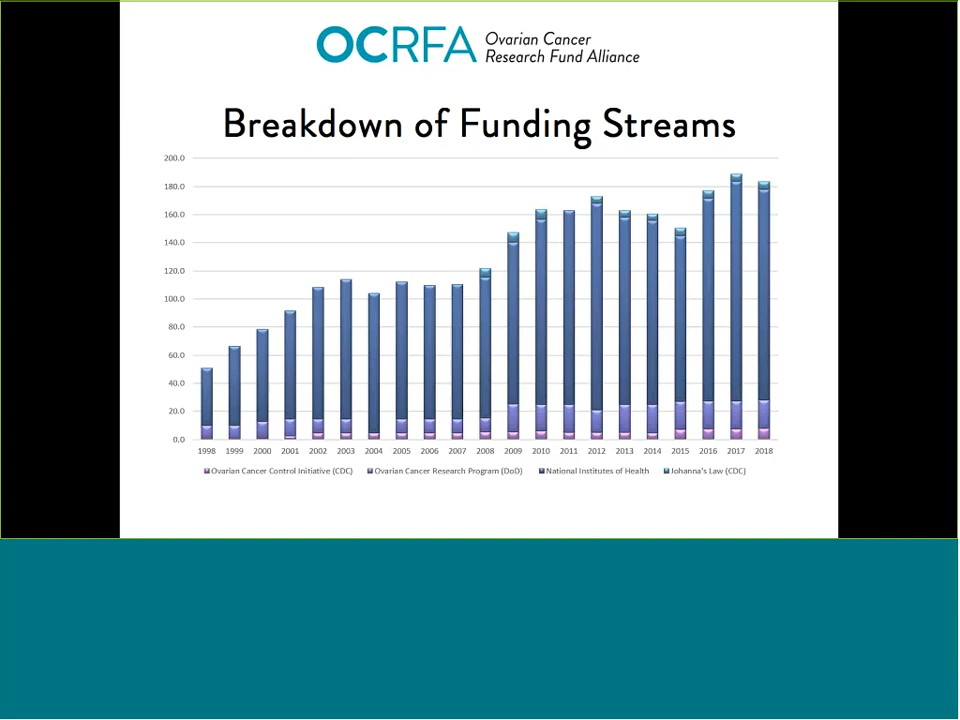 OCRFA Ovarian Cancer
Research Fund Alliance
Breakdown of Funding Streams
200.0
180.0
160.0
140.0
120.0
100.0
80.0
60.0
40.0
20.0
0.0
1998 1999 2000 2001 2002 2003 2004 2005 2006 2007 2008 2009 2010 2011 2012 2013 2014 2015 2016 2017 2018
Ovarian Cancer Control Initiative (CDC) Ovarian Cancer Research Program (DoD) National Institutes of Health Johanna's Law (CDC)